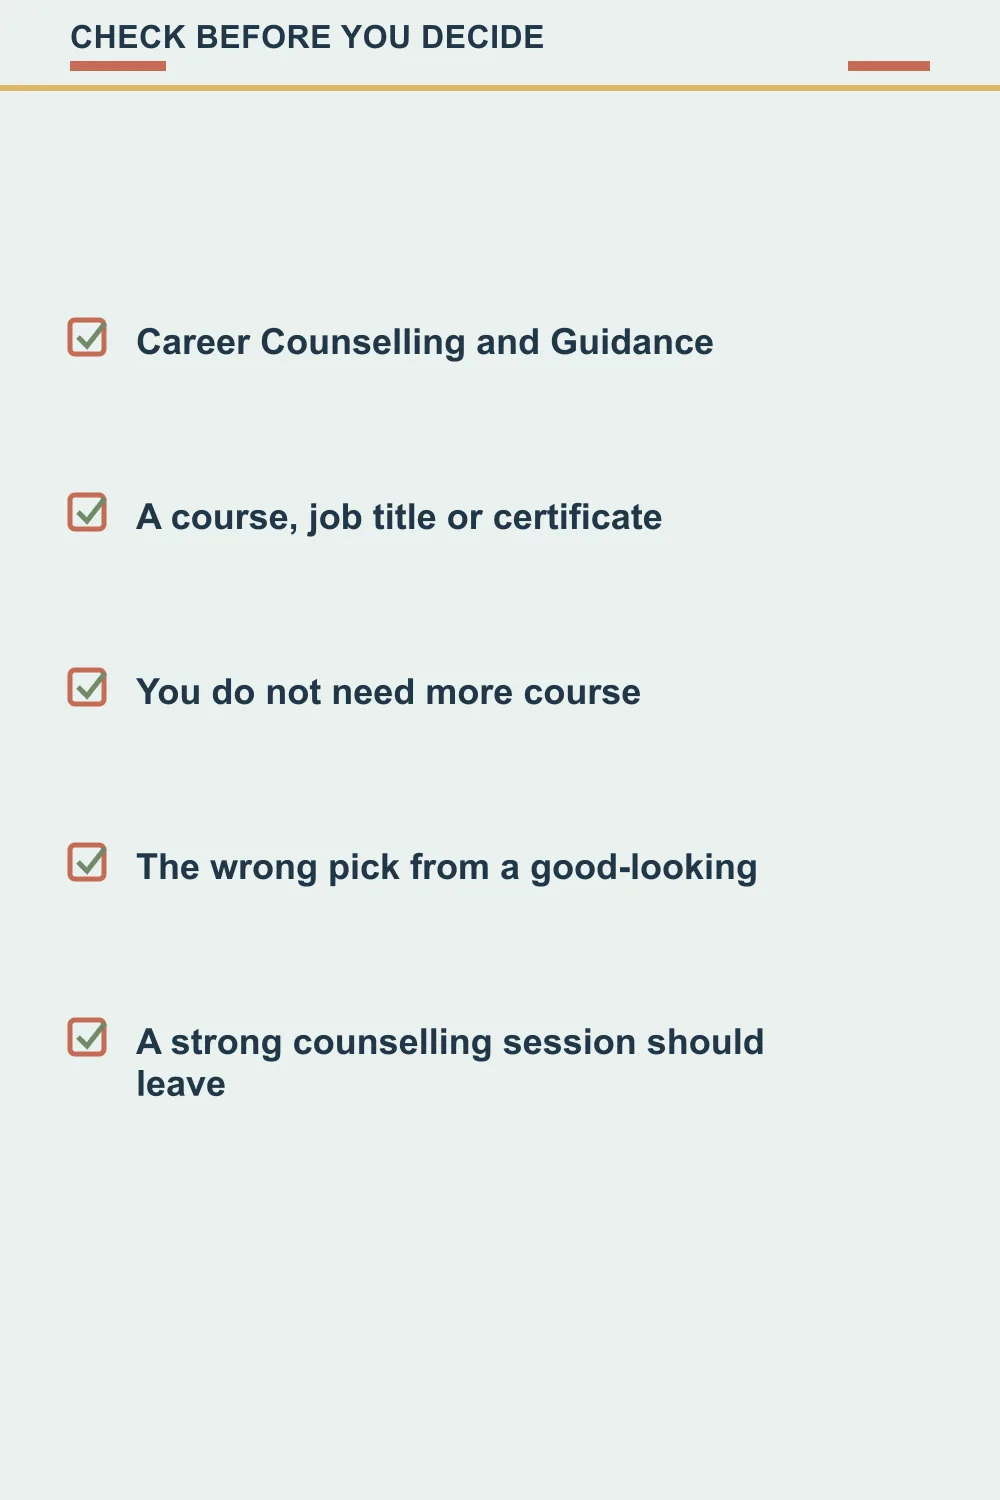 CHECK BEFORE YOU DECIDE
Career Counselling and Guidance
A course, job title or certificate
You do not need more course
The wrong pick from a good-looking
A strong counselling session should
leave